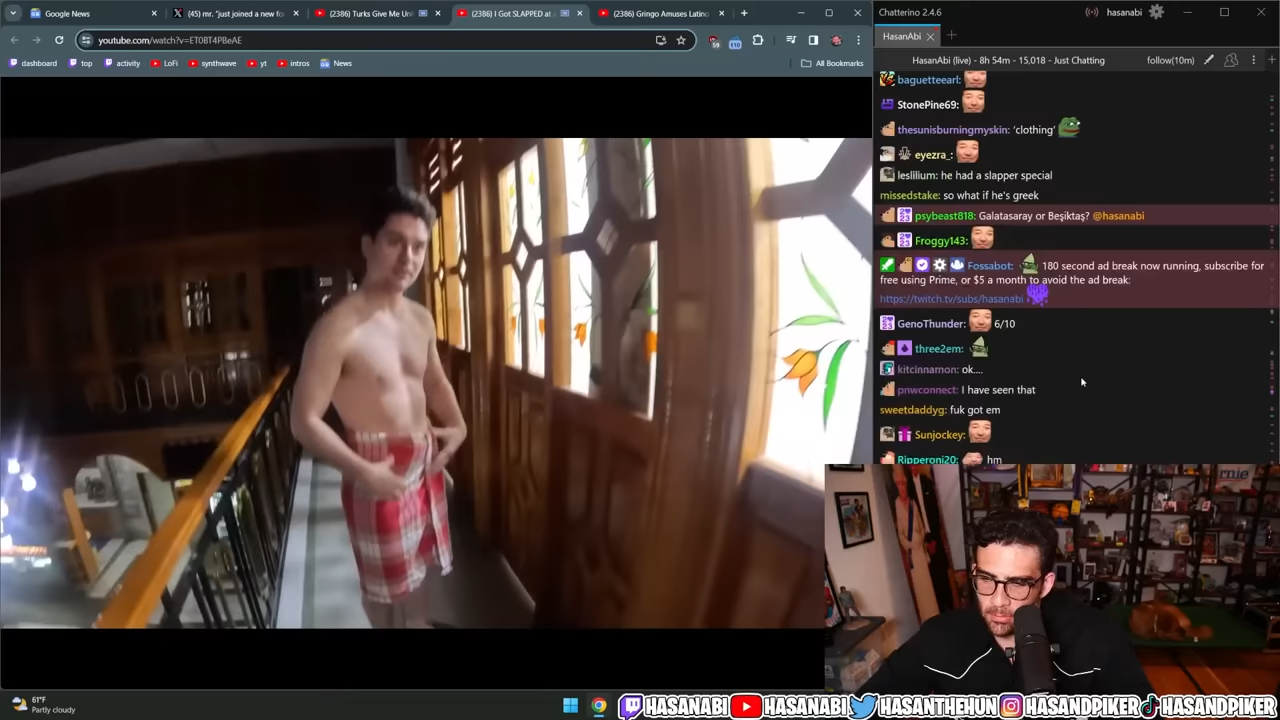 Google News
(45) mr. "just joined a new fo
(2386) Turks Give Me Unl
(2386) I Got SLAPPED at
(2386) Gringo Amuses Latino
youtube.com/watch?v=ET0BT4PBeAE
59
E10
dashboard
top
activity
LoFi
synthwave
yt
intros
News
All Bookmarks
Chatterino 2.4.6
hasanabi
HasanAbi
HasanAbi (live) - 8h 54m - 15,018 - Just Chatting
follow(10m)
baguetteearl:
StonePine69:
thesunisburningmyskin: 'clothing'
eyezra_:
leslilium: he had a slapper special
missedstake: so what if he's greek
psybeast818: Galatasaray or Beşiktaş? @hasanabi
Froggy143:
Fossabot: 180 second ad break now running, subscribe for
free using Prime, or $5 a month to avoid the ad break:
https://twitch.tv/subs/hasanabi
GenoThunder: 6/10
three2em:
kitcinnamon: ok....
pnwconnect: I have seen that
sweetdaddyg: fuk got em
Sunjockey:
Ripperoni20: hm
ernie
61°F
Partly cloudy
HASANABI
HASANABI
HASANTHEHUN
HASANDPIKER
HASANDPIKER